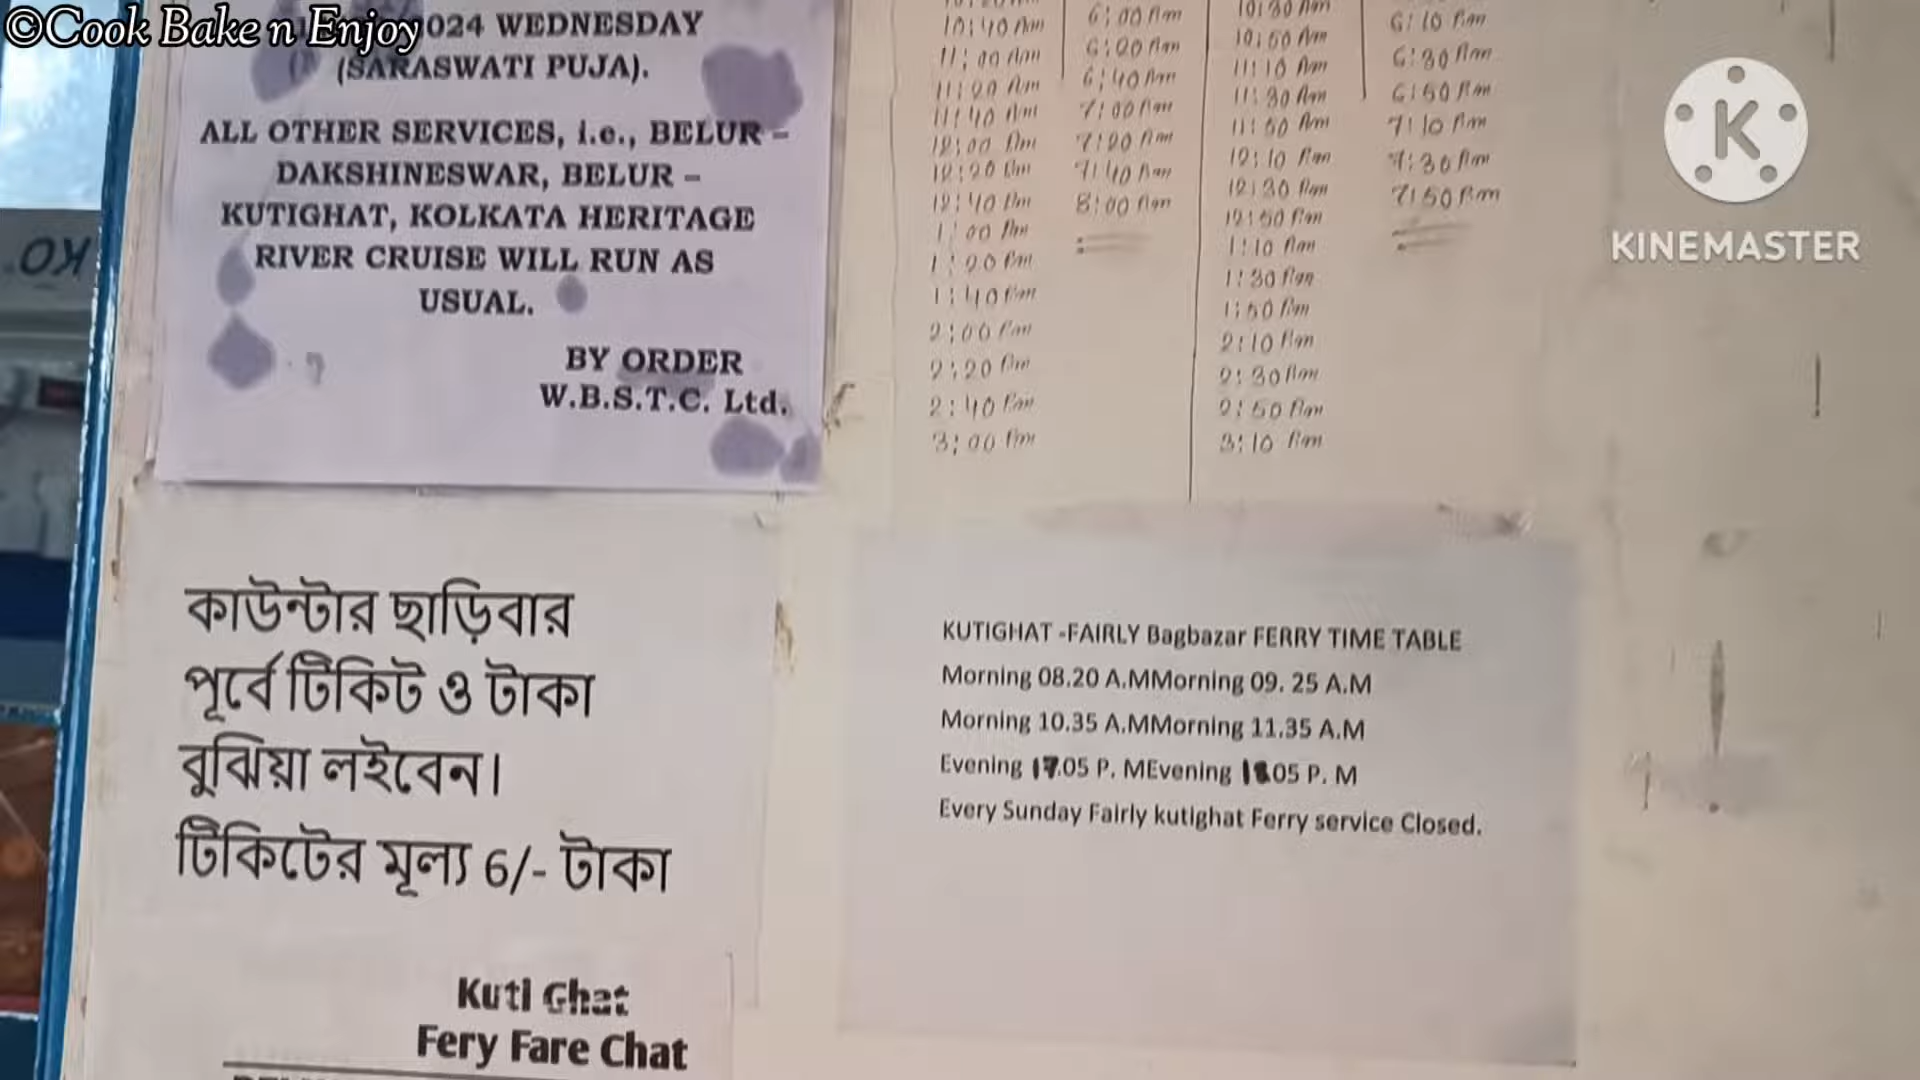 ©Cook Bake n Enjoy
024 WEDNESDAY
(SARASWATI PUJA).
ALL OTHER SERVICES, i.e., BELUR –
DAKSHINESWAR, BELUR –
KUTIGHAT, KOLKATA HERITAGE
RIVER CRUISE WILL RUN AS
USUAL.
BY ORDER
W.B.S.T.C. Ltd.
10:40 Am 6:00 Pm 10:30 Am 6:10 Pm
11:00 Am 6:20 Pm 10:50 Am 6:30 Pm
11:20 Am 6:40 Pm 11:10 Am 6:50 Pm
11:40 Am 7:00 Pm 11:30 Am 7:10 Pm
12:00 Pm 7:20 Pm 11:50 Am 7:30 Pm
12:20 Pm 7:40 Pm 12:10 Pm 7:50 Pm
12:40 Pm 8:00 Pm 12:30 Pm
1:00 Pm 12:50 Pm
1:20 Pm 1:10 Pm
1:40 Pm 1:30 Pm
2:00 Pm 1:50 Pm
2:20 Pm 2:10 Pm
2:40 Pm 2:30 Pm
3:00 Pm 2:50 Pm
3:10 Pm
K
KINEMASTER
কাউন্টার ছাড়িবার
পূর্বে টিকিট ও টাকা
বুঝিয়া লইবেন।
টিকিটের মূল্য 6/- টাকা
KUTIGHAT -FAIRLY Bagbazar FERRY TIME TABLE
Morning 08.20 A.MMorning 09. 25 A.M
Morning 10.35 A.MMorning 11.35 A.M
Evening 17.05 P. MEvening 1805 P. M
Every Sunday Fairly kutighat Ferry service Closed.
Kuti Ghat
Fery Fare Chat